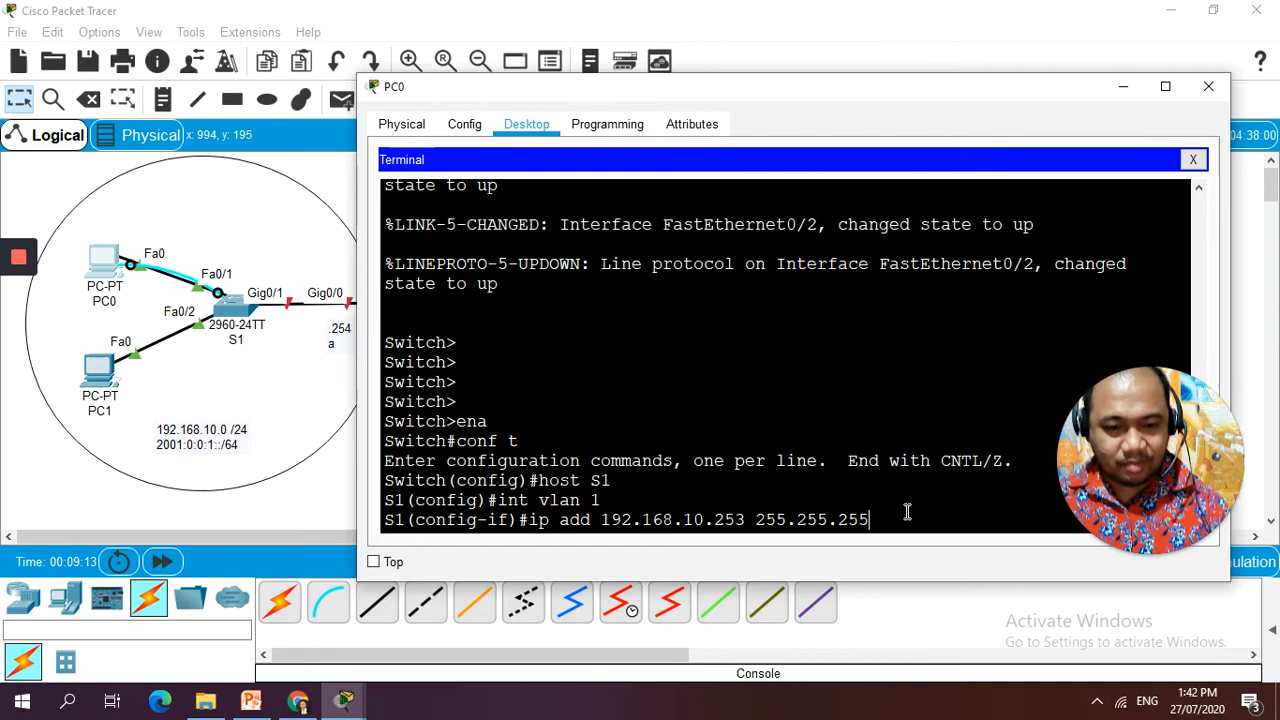 Cisco Packet Tracer
File Edit Options View Tools Extensions Help
Logical
Physical
x: 994, y: 195
04:38:00
PC0
Physical Config Desktop Programming Attributes
Terminal
X
state to up
%LINK-5-CHANGED: Interface FastEthernet0/2, changed state to up
%LINEPROTO-5-UPDOWN: Line protocol on Interface FastEthernet0/2, changed
state to up
Switch>
Switch>
Switch>
Switch>
Switch>ena
Switch#conf t
Enter configuration commands, one per line.  End with CNTL/Z.
Switch(config)#host S1
S1(config)#int vlan 1
S1(config-if)#ip add 192.168.10.253 255.255.255
Top
Fa0
PC-PT
PC0
Fa0/1
Gig0/1
Gig0/0
Fa0/2
2960-24TT
S1
.254
a
Fa0
PC-PT
PC1
192.168.10.0 /24
2001:0:0:1::/64
Time: 00:09:13
Activate Windows
Go to Settings to activate Windows.
Console
ENG
1:42 PM
27/07/2020
3